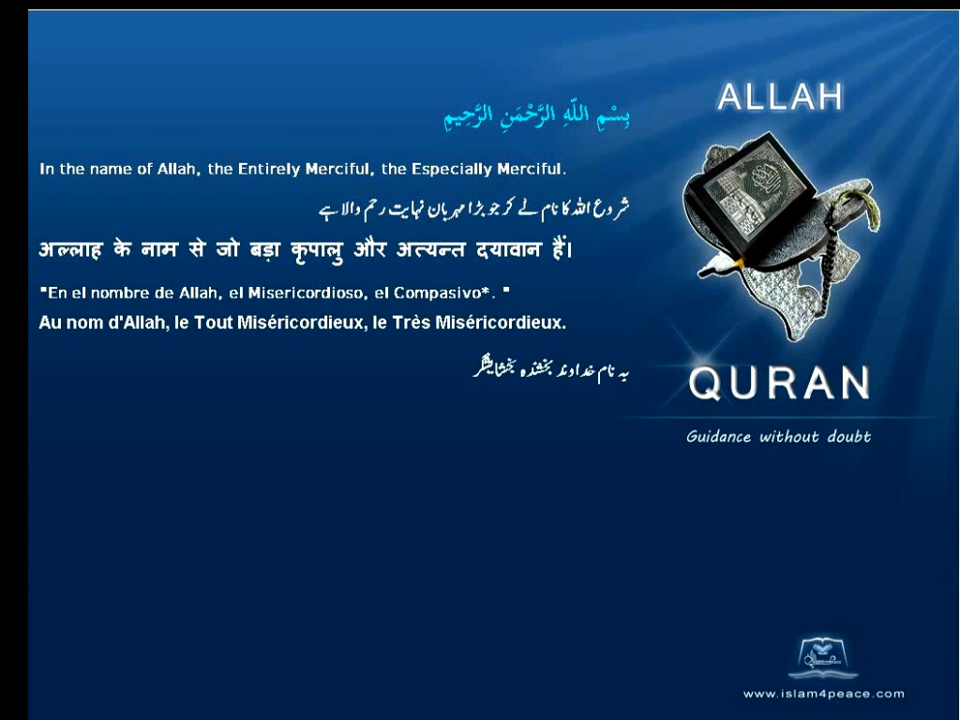 بِسْمِ اللّهِ الرَّحْمَنِ الرَّحِيمِ
In the name of Allah, the Entirely Merciful, the Especially Merciful.
شروع الله کا نام لے کر جو بڑا مہربان نہایت رحم والا ہے
अल्लाह के नाम से जो बड़ा कृपालु और अत्यन्त दयावान हैं।
"En el nombre de Allah, el Misericordioso, el Compasivo*. "
Au nom d'Allah, le Tout Miséricordieux, le Très Miséricordieux.
به نام خداوند بخشنده بخشایشگر
ALLAH
QURAN
Guidance without doubt
www.islam4peace.com